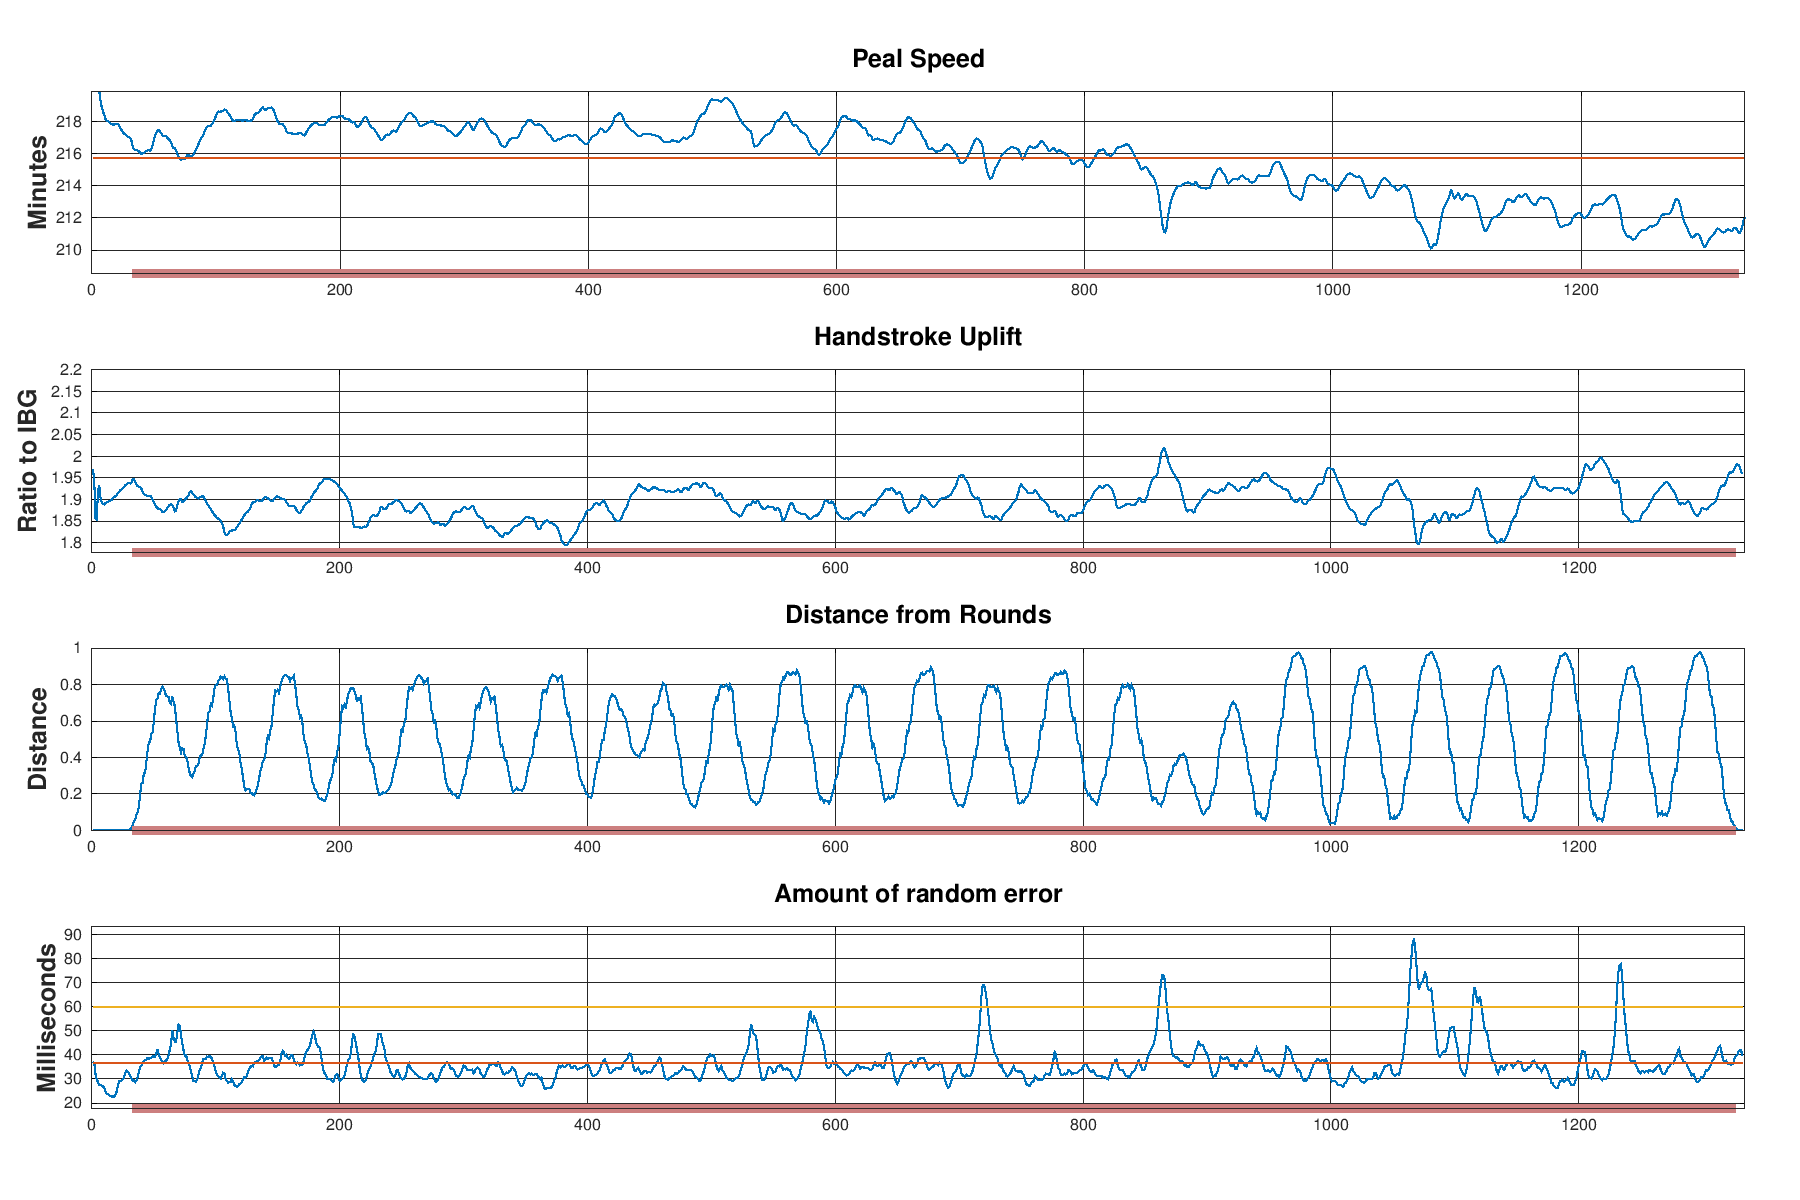 Peal Speed
Minutes
218
216
214
212
210
0 200 400 600 800 1000 1200
Handstroke Uplift
Ratio to IBG
2.2
2.15
2.1
2.05
2
1.95
1.9
1.85
1.8
0 200 400 600 800 1000 1200
Distance from Rounds
Distance
1
0.8
0.6
0.4
0.2
0
0 200 400 600 800 1000 1200
Amount of random error
Milliseconds
90
80
70
60
50
40
30
20
0 200 400 600 800 1000 1200